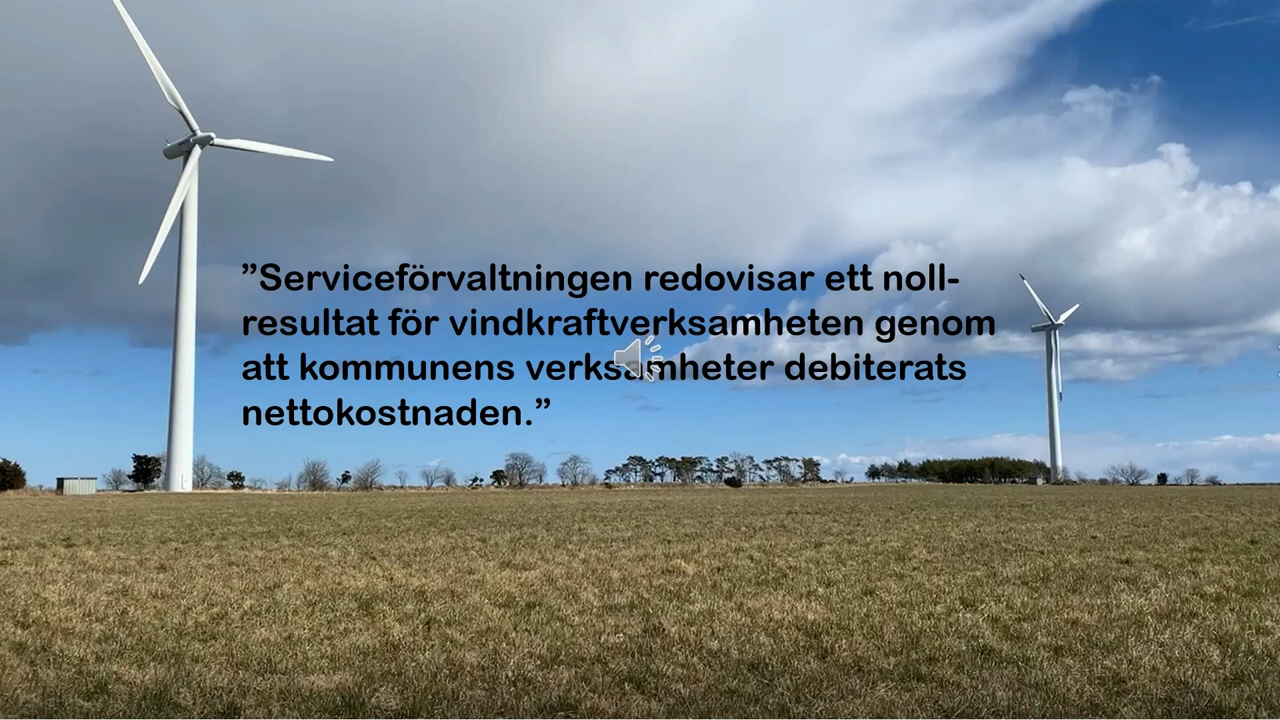 ”Serviceförvaltningen redovisar ett noll-
resultat för vindkraftverksamheten genom
att kommunens verksamheter debiterats
nettokostnaden.”